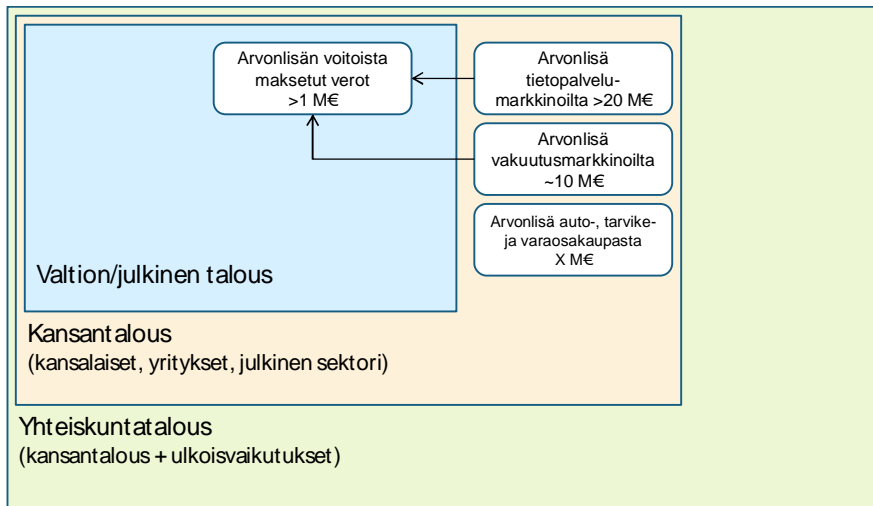 Arvonlisän voitoista
maksetut verot
>1 M€
Arvonlisä
tietopalvelu-
markkinoilta >20 M€
Arvonlisä
vakuutusmarkkinoilta
~10 M€
Arvonlisä auto-, tarvike-
ja varaosakaupasta
X M€
Valtion/julkinen talous
Kansantalous
(kansalaiset, yritykset, julkinen sektori)
Yhteiskuntatalous
(kansantalous + ulkoisvaikutukset)